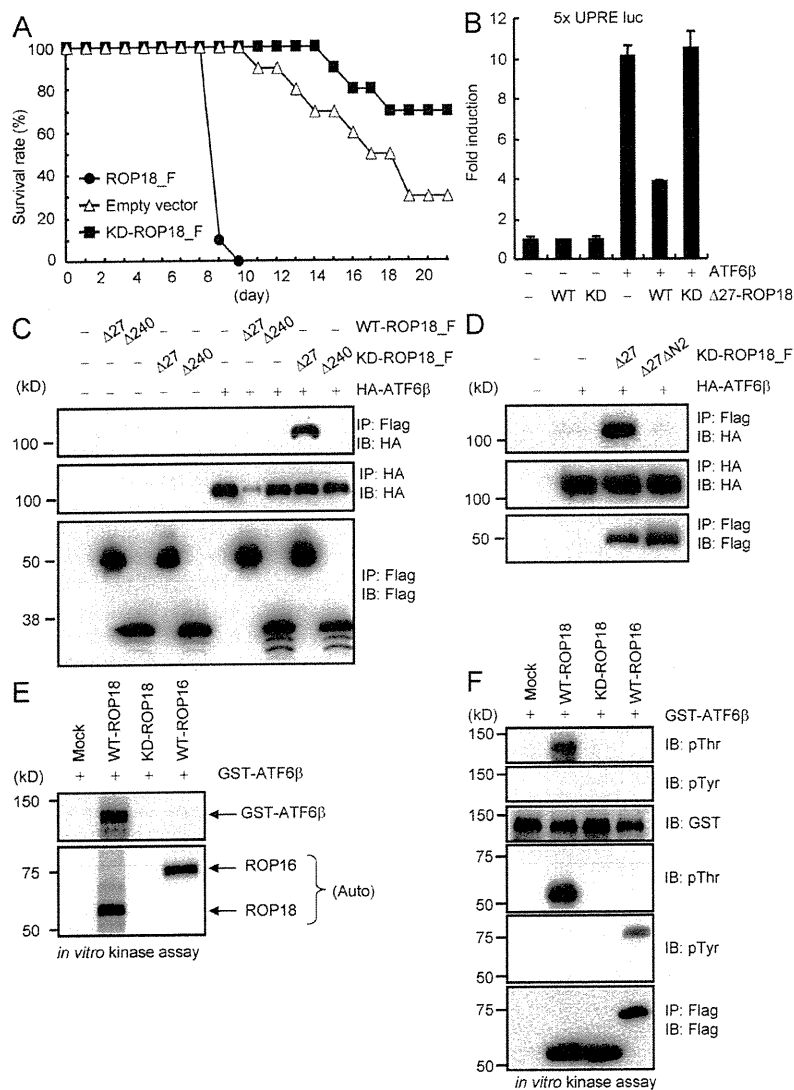 A
Survival rate (%)
100
80
60
40
20
0
ROP18_F
Empty vector
KD-ROP18_F
0 2 4 6 8 10 12 14 16 18 20
(day)
B
5x UPRE luc
Fold induction
12
10
8
6
4
2
0
– – – + + + ATF6β
– WT KD – WT KD Δ27-ROP18
C
– Δ27 Δ240 – – – Δ27 Δ240 – – WT-ROP18_F
– – – Δ27 Δ240 – – – Δ27 Δ240 KD-ROP18_F
– – – – – + + + + + HA-ATF6β
(kD)
100
IP: Flag
IB: HA
100
IP: HA
IB: HA
50
38
IP: Flag
IB: Flag
D
– – Δ27 Δ27ΔN2 KD-ROP18_F
– + + + HA-ATF6β
(kD)
100
IP: Flag
IB: HA
100
IP: HA
IB: HA
50
IP: Flag
IB: Flag
E
Mock WT-ROP18 KD-ROP18 WT-ROP16
(kD) + + + + GST-ATF6β
150
GST-ATF6β
75
50
ROP16
ROP18
(Auto)
in vitro kinase assay
F
Mock WT-ROP18 KD-ROP18 WT-ROP16
(kD) + + + + GST-ATF6β
150 IB: pThr
150 IB: pTyr
150 IB: GST
75
50
IB: pThr
75
50
IB: pTyr
75
50
IP: Flag
IB: Flag
in vitro kinase assay